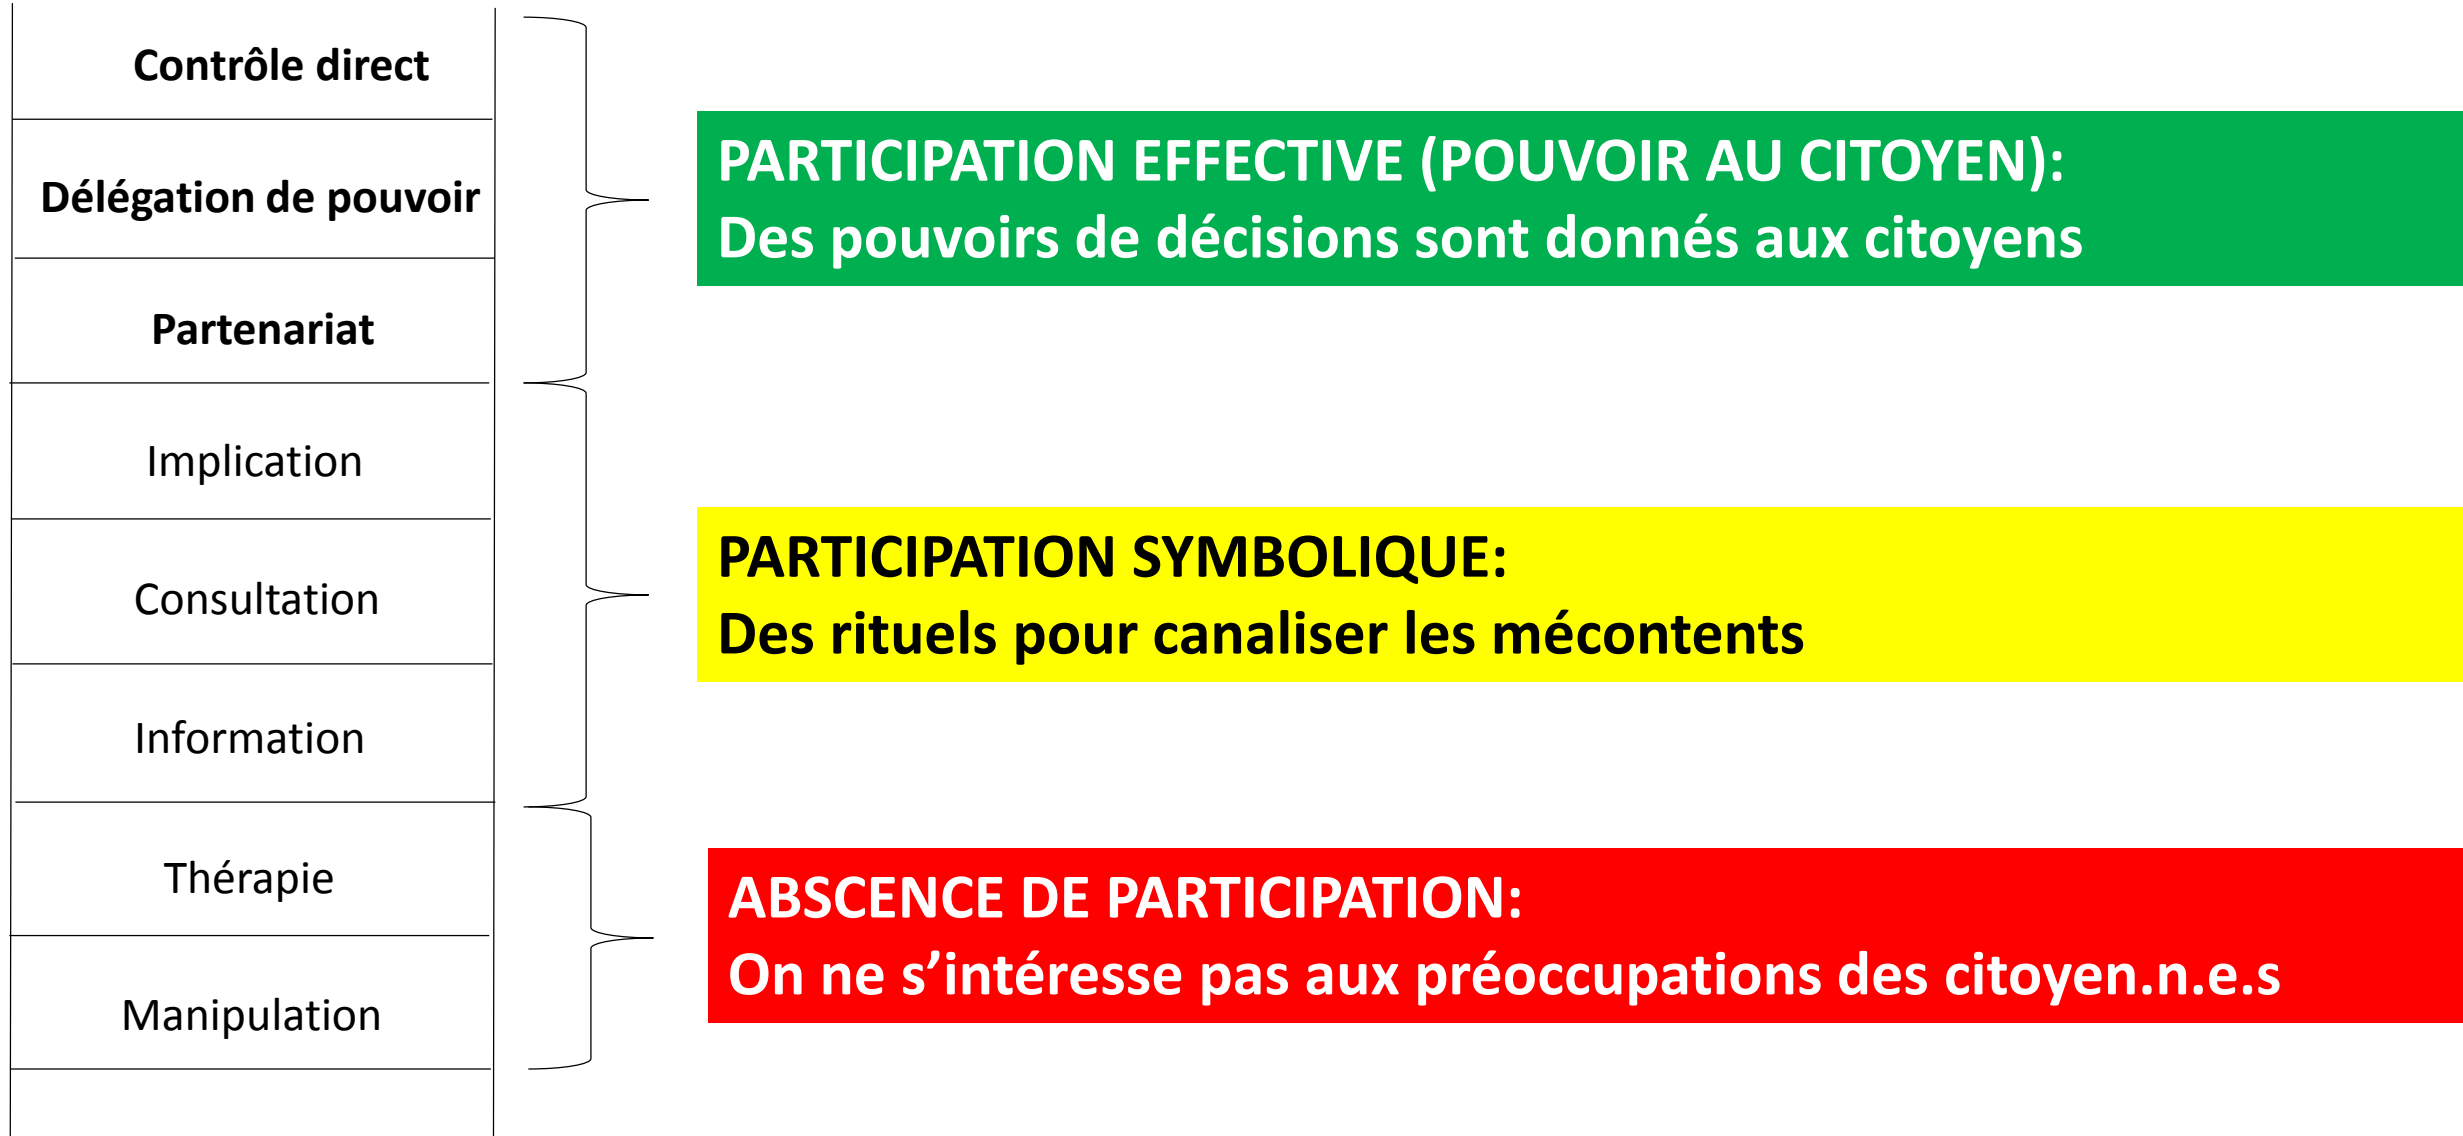 Contrôle direct
Délégation de pouvoir
Partenariat
Implication
Consultation
Information
Thérapie
Manipulation
PARTICIPATION EFFECTIVE (POUVOIR AU CITOYEN):
Des pouvoirs de décisions sont donnés aux citoyens
PARTICIPATION SYMBOLIQUE:
Des rituels pour canaliser les mécontents
ABSCENCE DE PARTICIPATION:
On ne s’intéresse pas aux préoccupations des citoyen.n.e.s